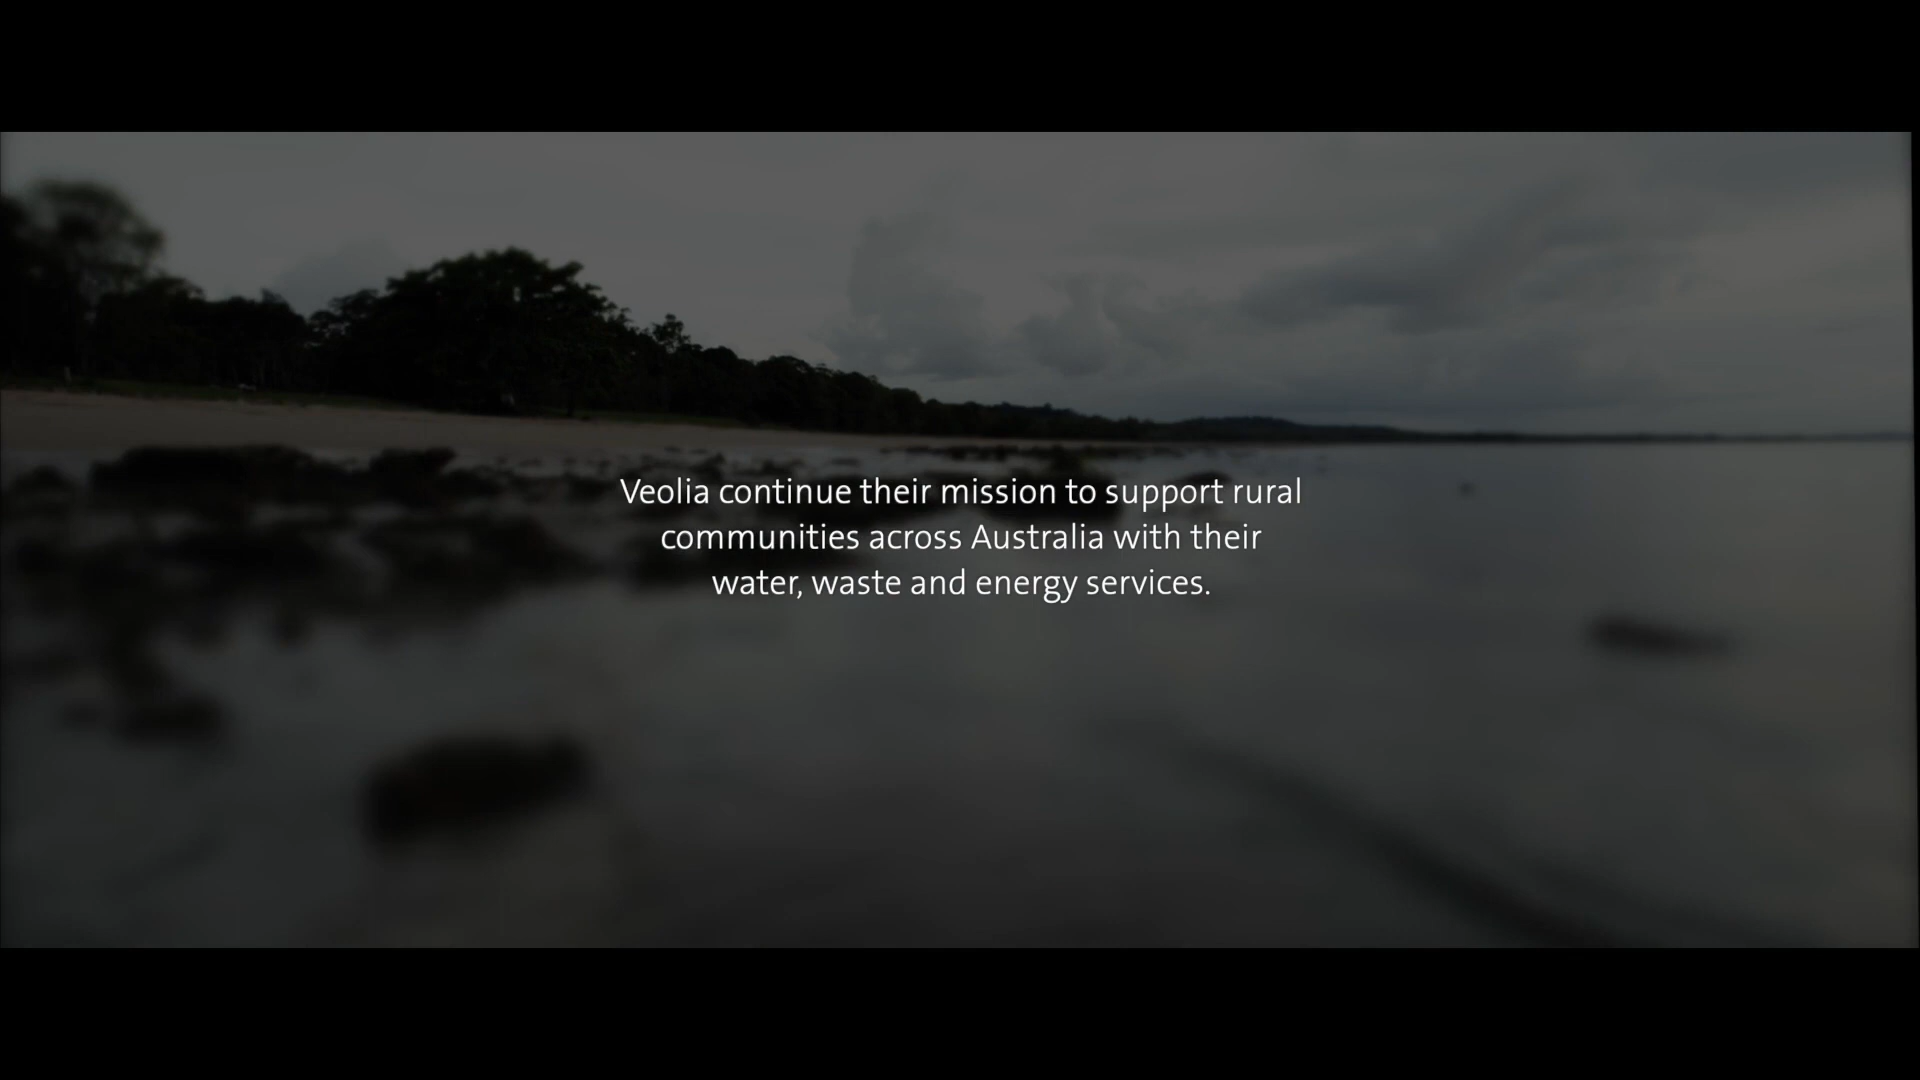 Veolia continue their mission to support rural
communities across Australia with their
water, waste and energy services.